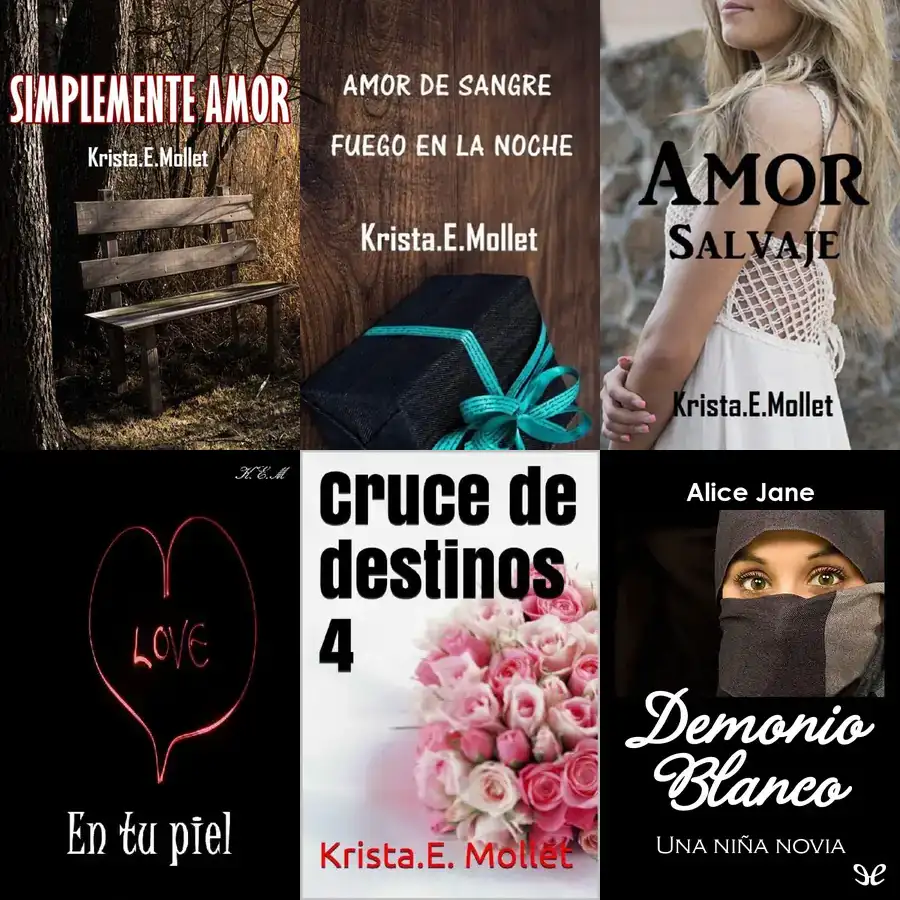 SIMPLEMENTE AMOR
Krista.E.Mollet
AMOR DE SANGRE
FUEGO EN LA NOCHE
Krista.E.Mollet
AMOR
SALVAJE
Krista.E.Mollet
K.E.M
LOVE
En tu piel
Cruce de
destinos
4
Krista.E. Mollet
Alice Jane
Demonio
Blanco
UNA NIÑA NOVIA